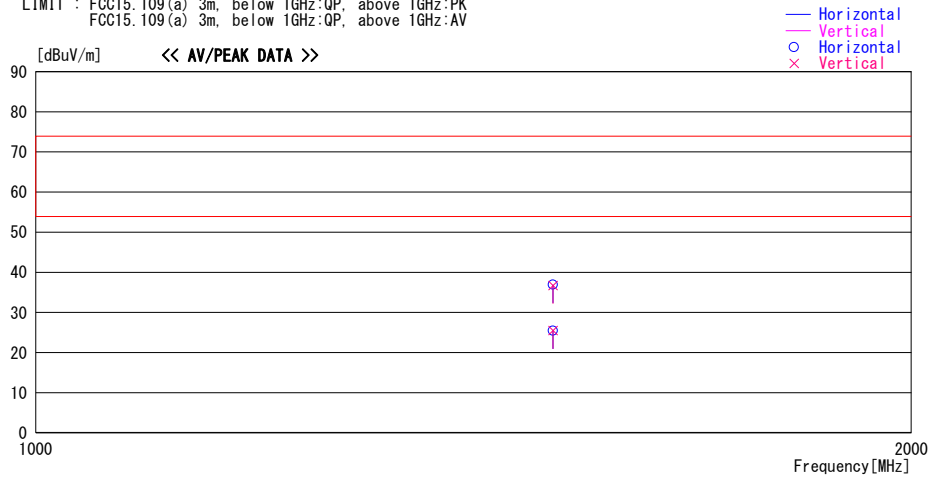 LIMIT : FCC15.109(a) 3m, below 1GHz:QP, above 1GHz:PK
FCC15.109(a) 3m, below 1GHz:QP, above 1GHz:AV
Horizontal
Vertical
Horizontal
Vertical
[dBuV/m] << AV/PEAK DATA >>
90
80
70
60
50
40
30
20
10
0
1000 2000
Frequency[MHz]